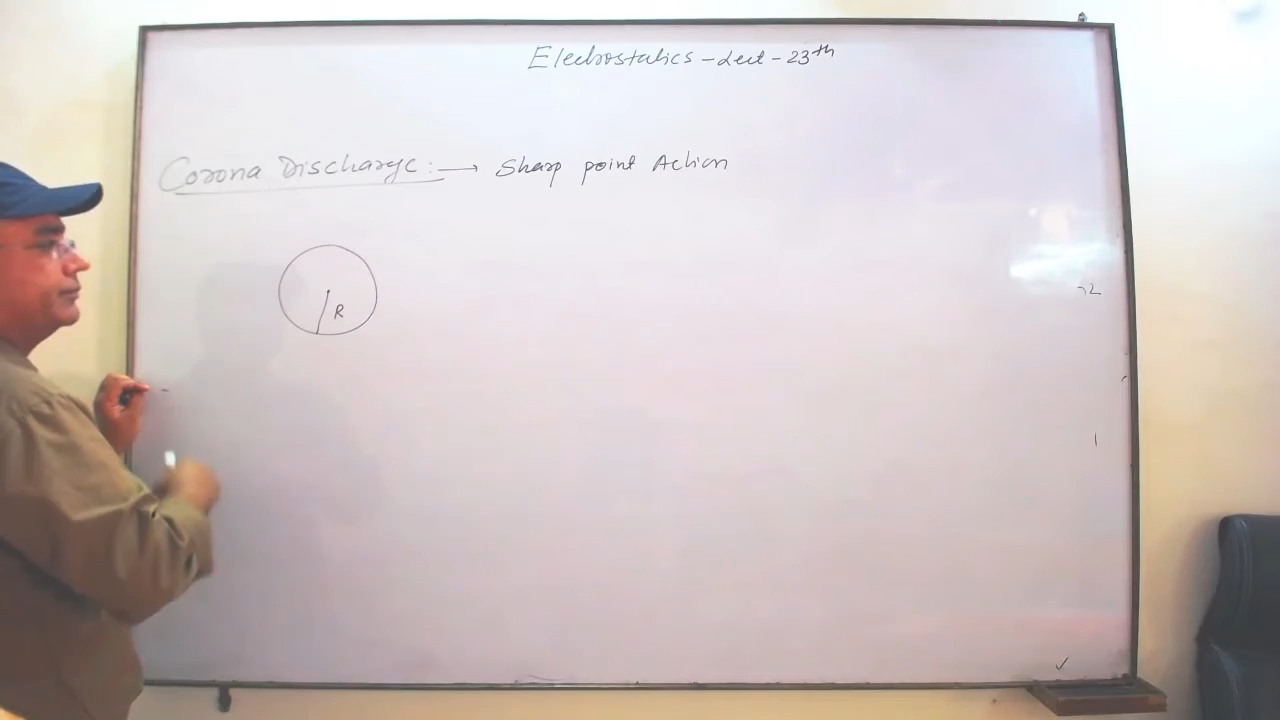 Electrostatics - Lect - 23th
Corona Discharge : → Sharp point Action
R